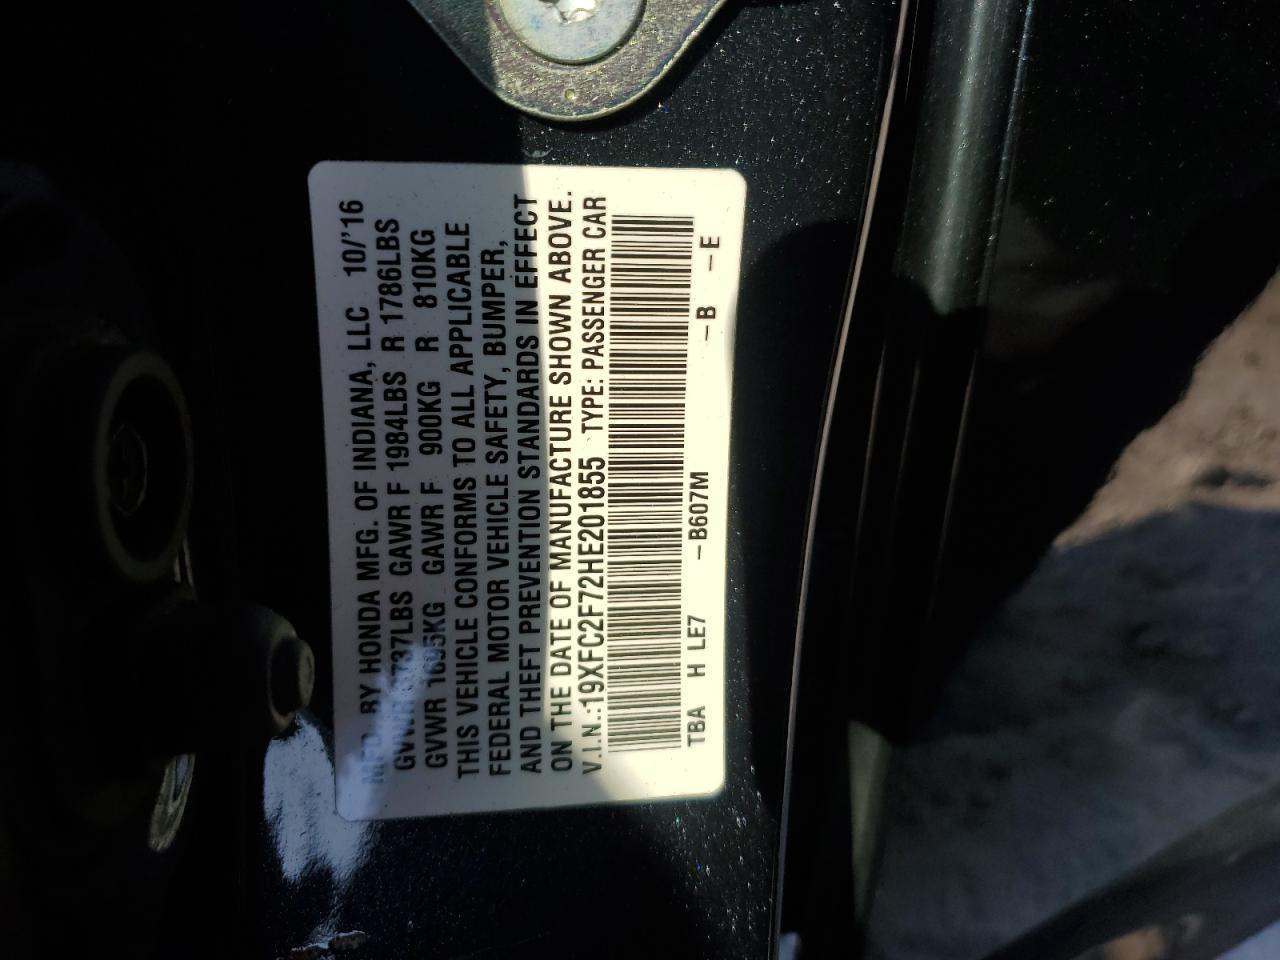 MFD. BY HONDA MFG. OF INDIANA, LLC 10/'16
GVWR 3737LBS GAWR F 1984LBS R 1786LBS
GVWR 1695KG GAWR F 900KG R 810KG
THIS VEHICLE CONFORMS TO ALL APPLICABLE
FEDERAL MOTOR VEHICLE SAFETY, BUMPER,
AND THEFT PREVENTION STANDARDS IN EFFECT
ON THE DATE OF MANUFACTURE SHOWN ABOVE.
V.I.N.:19XFC2F72HE201855 TYPE: PASSENGER CAR
TBA H LE7 –B607M –B –E